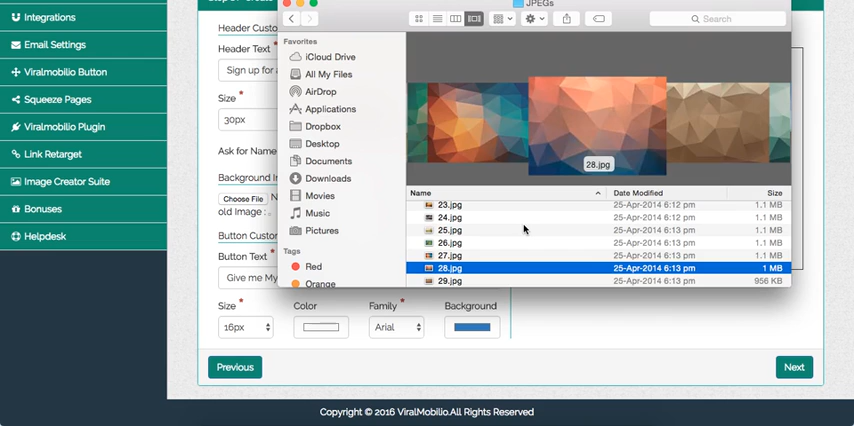 Integrations
Email Settings
Viralmobilio Button
Squeeze Pages
Viralmobilio Plugin
Link Retarget
Image Creator Suite
Bonuses
Helpdesk
Header Custo
Header Text *
Sign up for a
Size *
30px
Ask for Name
Background I
Choose File N
old Image :
Button Custo
Button Text *
Give me My
Size *
16px
Color
Family *
Arial
Background
Previous
Next
JPEGs
Search
Favorites
iCloud Drive
All My Files
AirDrop
Applications
Dropbox
Desktop
Documents
Downloads
Movies
Music
Pictures
Tags
Red
Orange
28.jpg
Name Date Modified Size
23.jpg 25-Apr-2014 6:12 pm 1.1 MB
24.jpg 25-Apr-2014 6:12 pm 1.1 MB
25.jpg 25-Apr-2014 6:13 pm 1.1 MB
26.jpg 25-Apr-2014 6:13 pm 1.1 MB
27.jpg 25-Apr-2014 6:13 pm 1.1 MB
28.jpg 25-Apr-2014 6:13 pm 1 MB
29.jpg 25-Apr-2014 6:13 pm 956 KB
Copyright © 2016 ViralMobilio.All Rights Reserved